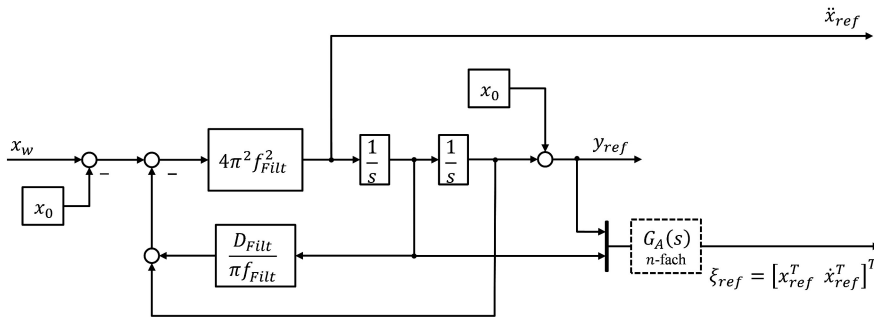 ẍ_ref
x_0
x_w
−
−
4π²f²_Filt
1/s
1/s
y_ref
x_0
D_Filt/πf_Filt
G_A(s)
n-fach
ξ_ref = [x^T_ref ẋ^T_ref]^T